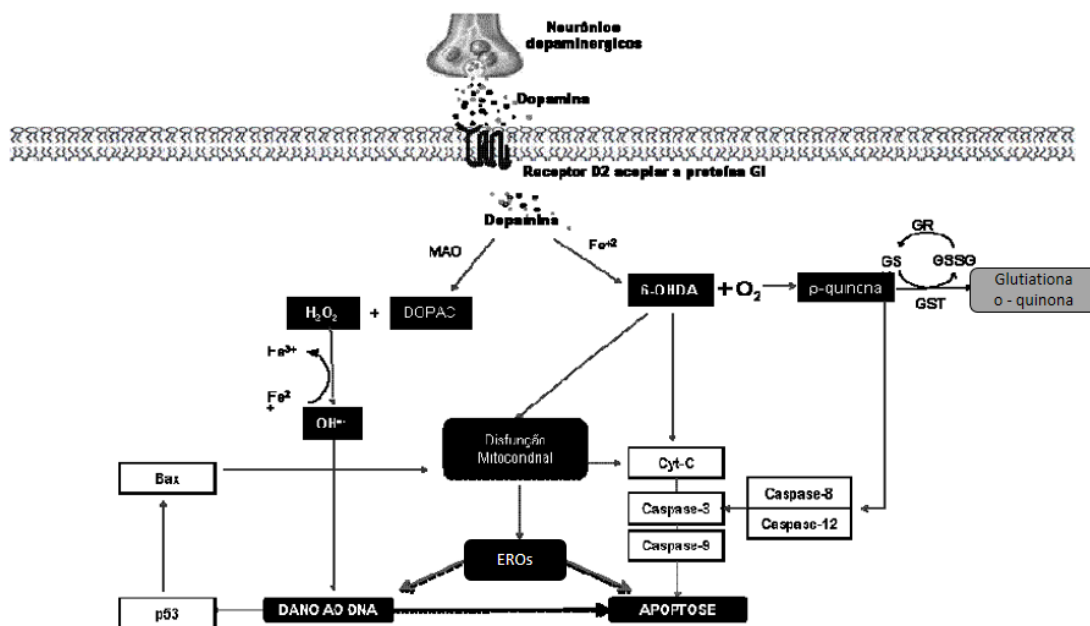 Neurônios
dopaminergicos
Dopamina
Receptor D2 acoplar a proteína GI
Dopamina
MAO
Fe+2
GR
GS
GSSG
GST
H2O2
+
DOPAC
6-OHDA
+ O2
ρ-quinona
Glutiationa
o - quinona
Fe3+
Fe2
+
OH•-
Disfunção
Mitocondrial
Cyt-C
Bax
Caspase-8
Caspase-3
Caspase-12
Caspase-9
EROs
p53
DANO AO DNA
APOPTOSE